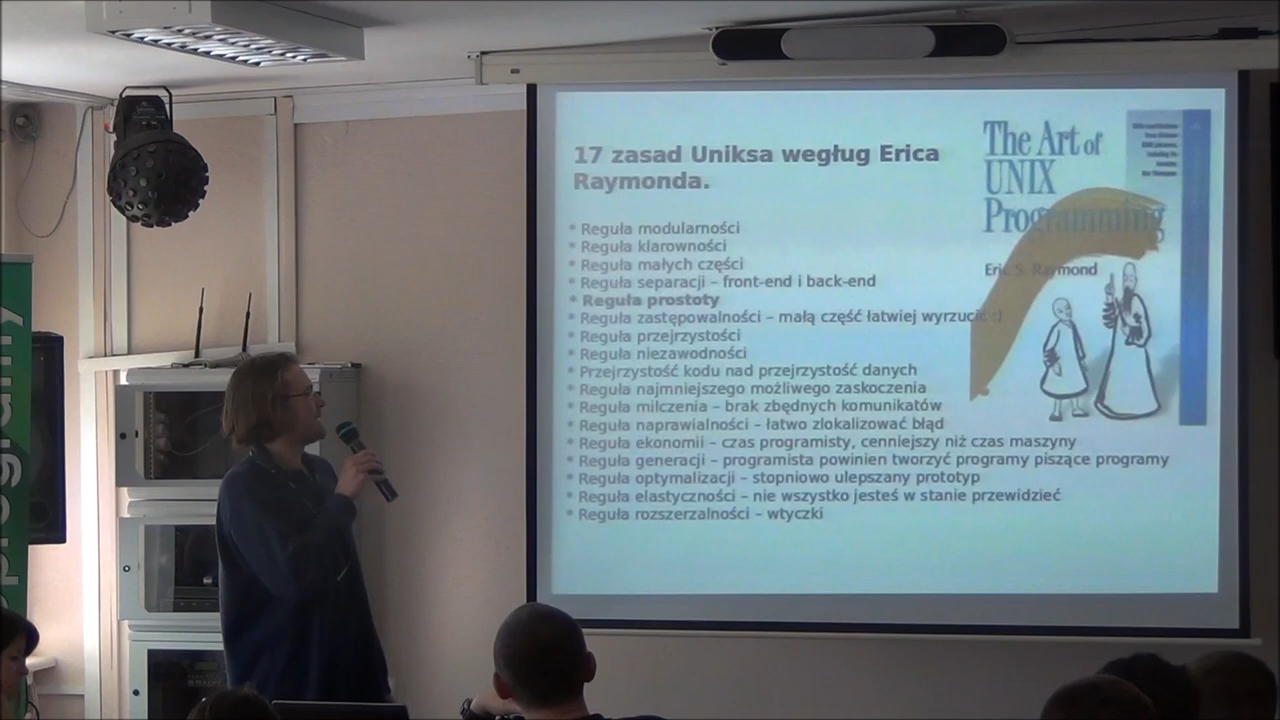 17 zasad Uniksa wegług Erica
Raymonda.
* Reguła modularności
* Reguła klarowności
* Reguła małych części
* Reguła separacji – front-end i back-end
* Reguła prostoty
* Reguła zastępowalności – małą część łatwiej wyrzucić :)
* Reguła przejrzystości
* Reguła niezawodności
* Przejrzystość kodu nad przejrzystość danych
* Reguła najmniejszego możliwego zaskoczenia
* Reguła milczenia – brak zbędnych komunikatów
* Reguła naprawialności – łatwo zlokalizować błąd
* Reguła ekonomii – czas programisty, cenniejszy niż czas maszyny
* Reguła generacji – programista powinien tworzyć programy piszące programy
* Reguła optymalizacji – stopniowo ulepszany prototyp
* Reguła elastyczności – nie wszystko jesteś w stanie przewidzieć
* Reguła rozszerzalności – wtyczki
The Art of
UNIX
Programming
Eric S. Raymond